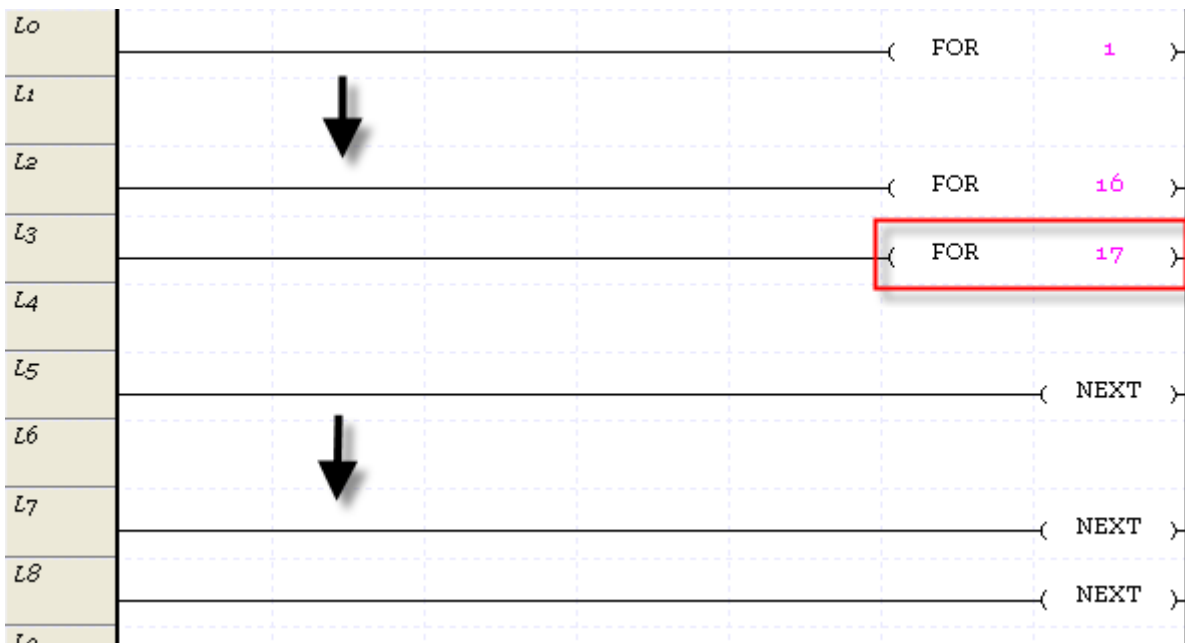 L0 FOR 1
L1
L2 FOR 16
L3 FOR 17
L4
L5 NEXT
L6
L7 NEXT
L8 NEXT